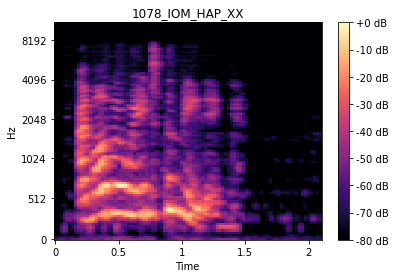 1078_IOM_HAP_XX
Hz
8192
4096
2048
1024
512
0
0
0.5
1
1.5
2
Time
+0 dB
-10 dB
-20 dB
-30 dB
-40 dB
-50 dB
-60 dB
-70 dB
-80 dB